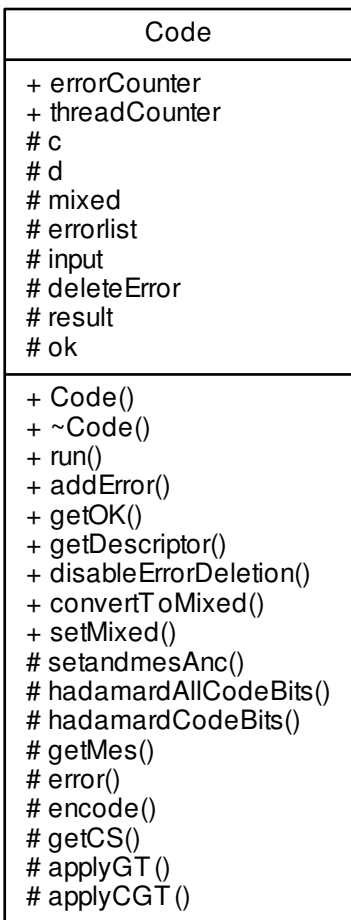 Code
+ errorCounter
+ threadCounter
# c
# d
# mixed
# errorlist
# input
# deleteError
# result
# ok
+ Code()
+ ~Code()
+ run()
+ addError()
+ getOK()
+ getDescriptor()
+ disableErrorDeletion()
+ convertToMixed()
+ setMixed()
# setandmesAnc()
# hadamardAllCodeBits()
# hadamardCodeBits()
# getMes()
# error()
# encode()
# getCS()
# applyGT()
# applyCGT()